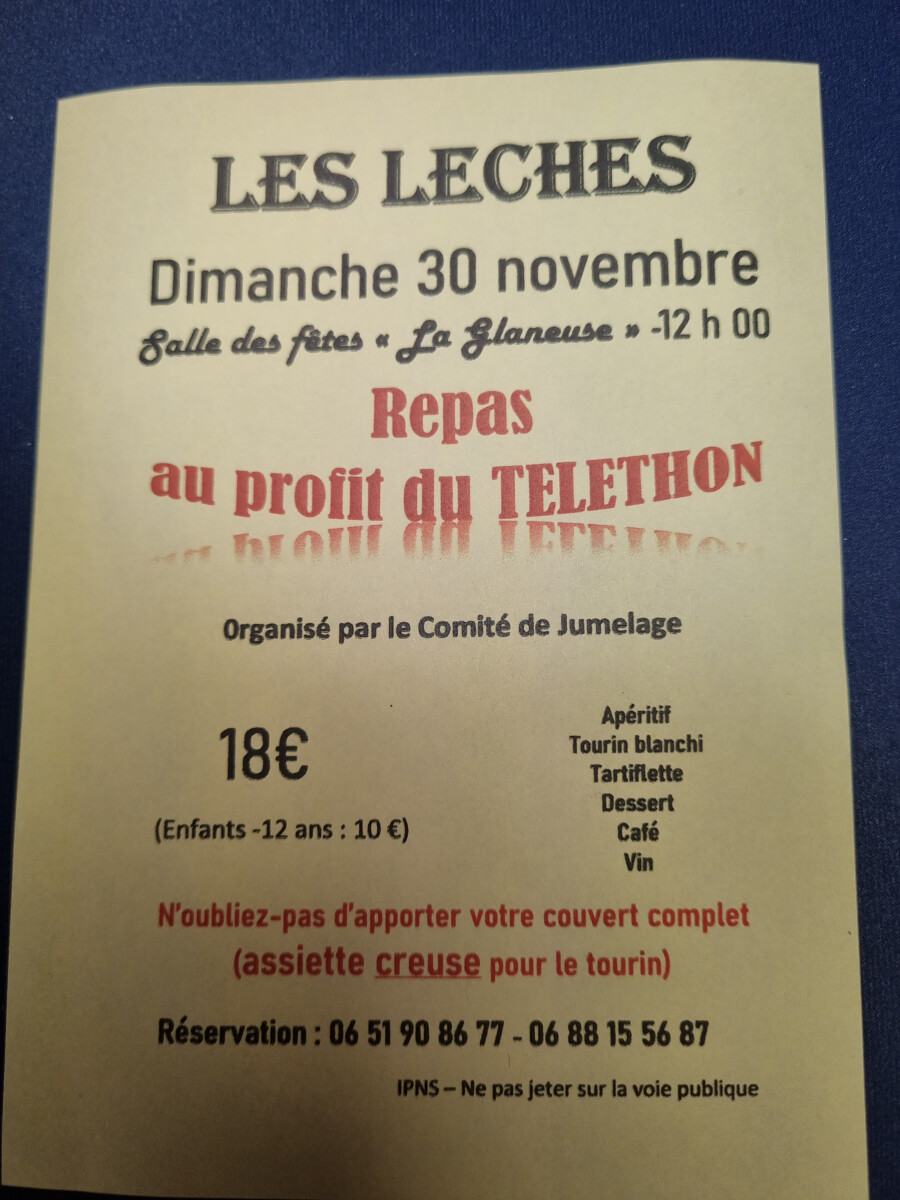 LES LECHES
Dimanche 30 novembre
Salle des fêtes « La Glaneuse » -12 h 00
Repas
au profit du TELETHON
Organisé par le Comité de Jumelage
18€
(Enfants -12 ans : 10 €)
Apéritif
Tourin blanchi
Tartiflette
Dessert
Café
Vin
N'oubliez-pas d'apporter votre couvert complet
(assiette creuse pour le tourin)
Réservation : 06 51 90 86 77 - 06 88 15 56 87
IPNS – Ne pas jeter sur la voie publique